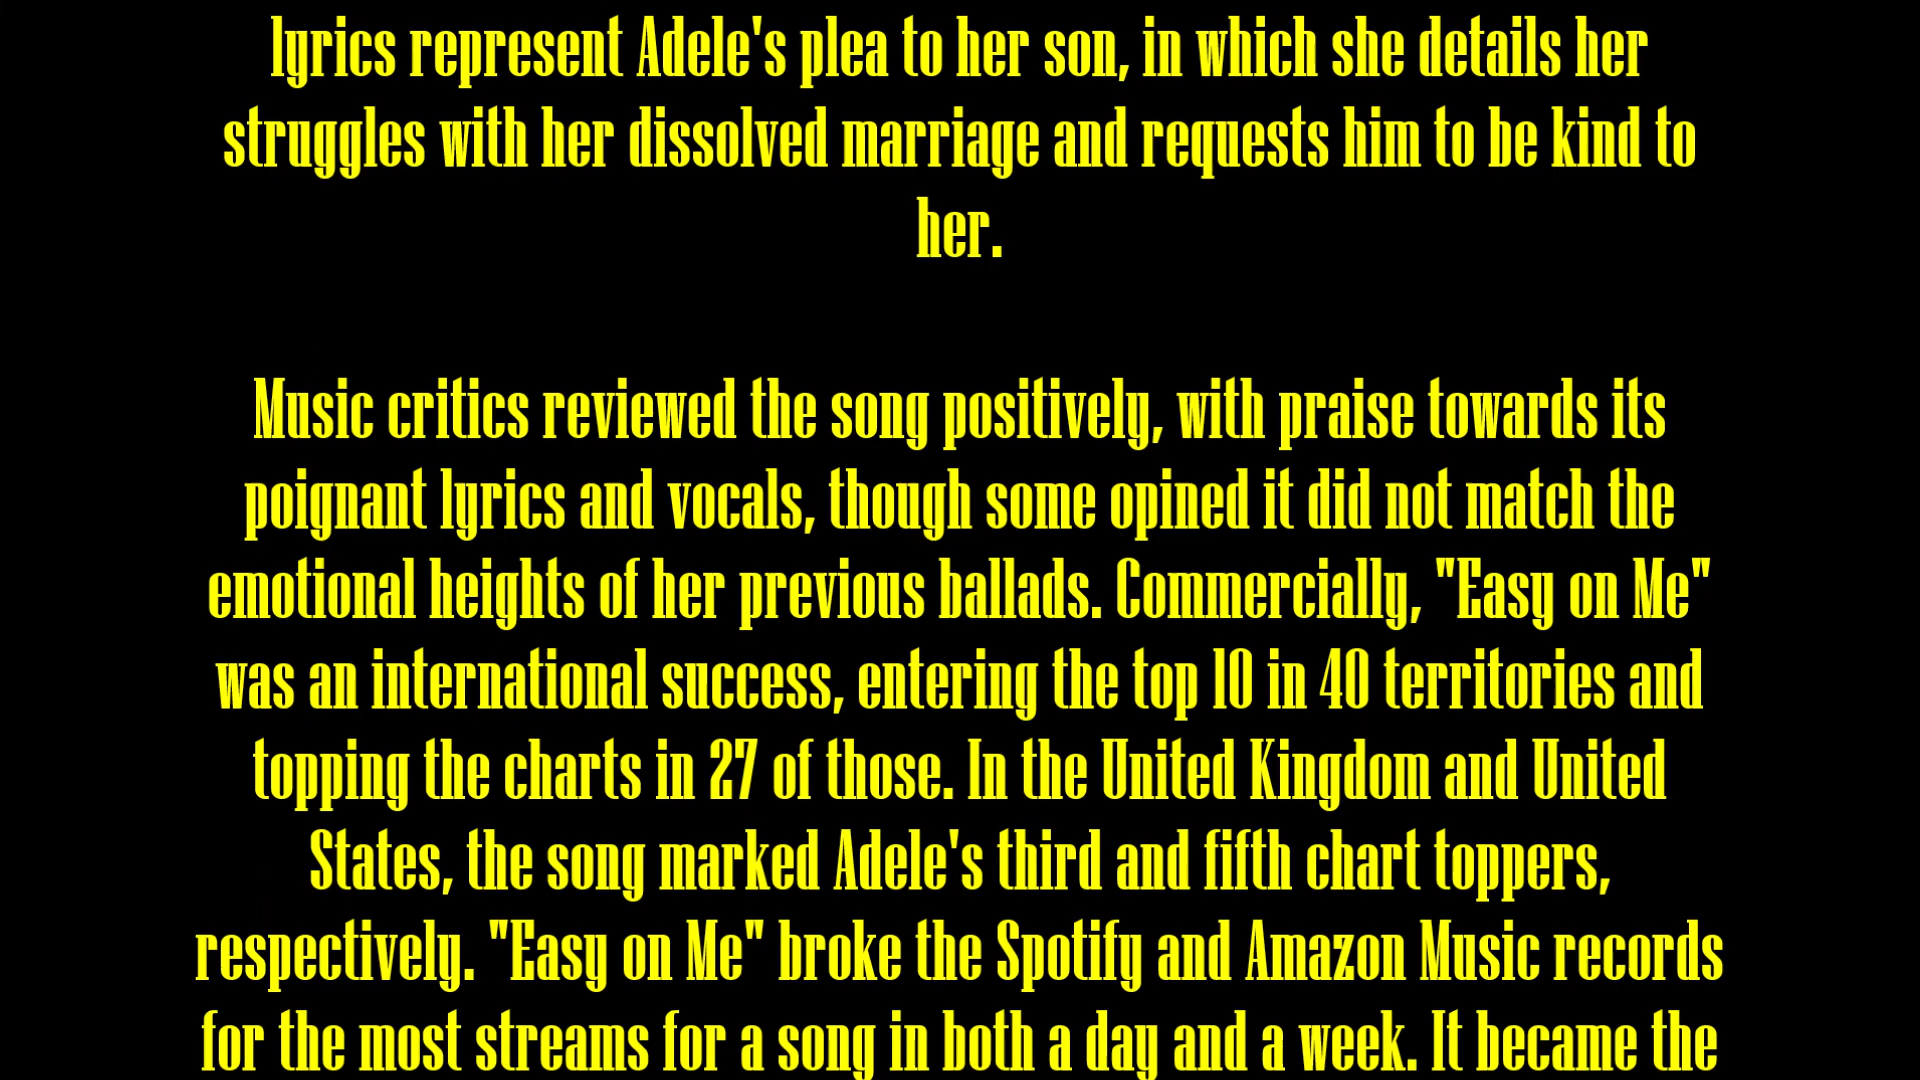 lyrics represent Adele's plea to her son, in which she details her
struggles with her dissolved marriage and requests him to be kind to
her.
Music critics reviewed the song positively, with praise towards its
poignant lyrics and vocals, though some opined it did not match the
emotional heights of her previous ballads. Commercially, "Easy on Me"
was an international success, entering the top 10 in 40 territories and
topping the charts in 27 of those. In the United Kingdom and United
States, the song marked Adele's third and fifth chart toppers,
respectively. "Easy on Me" broke the Spotify and Amazon Music records
for the most streams for a song in both a day and a week. It became the